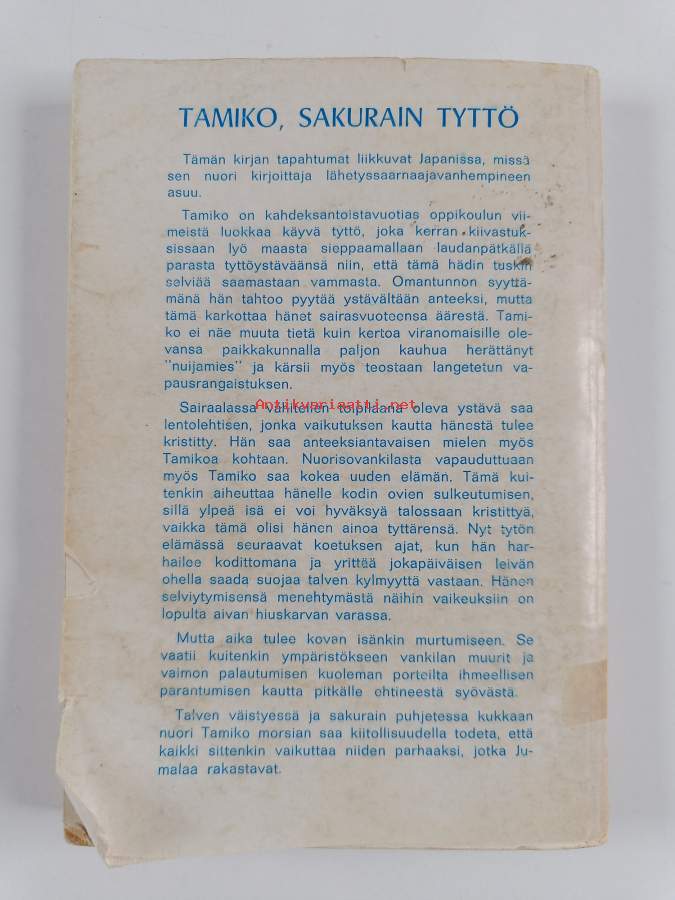 TAMIKO, SAKURAIN TYTTÖ
Tämän kirjan tapahtumat liikkuvat Japanissa, missä
sen nuori kirjoittaja lähetyssaarnaajavanhempineen
asuu.
Tamiko on kahdeksantoistavuotias oppikoulun vii-
meistä luokkaa käyvä tyttö, joka kerran kiivastuk-
sissaan lyö maasta sieppaamallaan laudanpätkällä
parasta tyttöystäväänsä niin, että tämä hädin tuskin
selviää saamastaan vammasta. Omantunnon syyttä-
mänä hän tahtoo pyytää ystävältään anteeksi, mutta
tämä karkottaa hänet sairasvuoteensa äärestä. Tami-
ko ei näe muuta tietä kuin kertoa viranomaisille ole-
vansa paikkakunnalla paljon kauhua herättänyt
"nuijamies" ja kärsii myös teostaan langetetun va-
pausrangaistuksen.
Antikvariaatti.net
Sairaalassa vähitellen toipilaana oleva ystävä saa
lentolehtisen, jonka vaikutuksen kautta hänestä tulee
kristitty. Hän saa anteeksiantavaisen mielen myös
Tamikoa kohtaan. Nuorisovankilasta vapauduttuaan
myös Tamiko saa kokea uuden elämän. Tämä kui-
tenkin aiheuttaa hänelle kodin ovien sulkeutumisen,
sillä ylpeä isä ei voi hyväksyä talossaan kristittyä,
vaikka tämä olisi hänen ainoa tyttärensä. Nyt tytön
elämässä seuraavat koetuksen ajat, kun hän har-
hailee kodittomana ja yrittää jokapäiväisen leivän
ohella saada suojaa talven kylmyyttä vastaan. Hänen
selviytymisensä menehtymästä näihin vaikeuksiin on
lopulta aivan hiuskarvan varassa.
Mutta aika tulee kovan isänkin murtumiseen. Se
vaatii kuitenkin ympäristökseen vankilan muurit ja
vaimon palautumisen kuoleman porteilta ihmeellisen
parantumisen kautta pitkälle ehtineestä syövästä.
Talven väistyessä ja sakurain puhjetessa kukkaan
nuori Tamiko morsian saa kiitollisuudella todeta, että
kaikki sittenkin vaikuttaa niiden parhaaksi, jotka Ju-
malaa rakastavat.